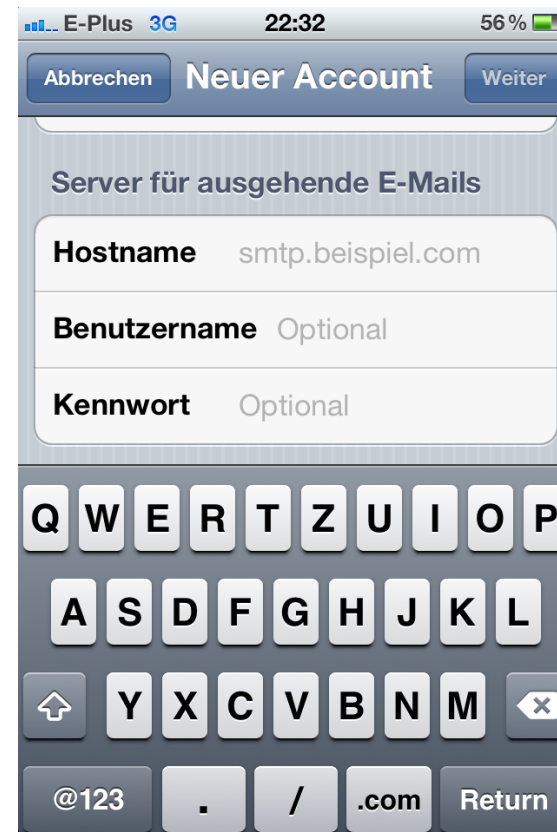 E-Plus 3G 22:32 56 %
Abbrechen Neuer Account Weiter
Server für ausgehende E-Mails
Hostname smtp.beispiel.com
Benutzername Optional
Kennwort Optional
Q W E R T Z U I O P
A S D F G H J K L
Y X C V B N M
@123 . / .com Return